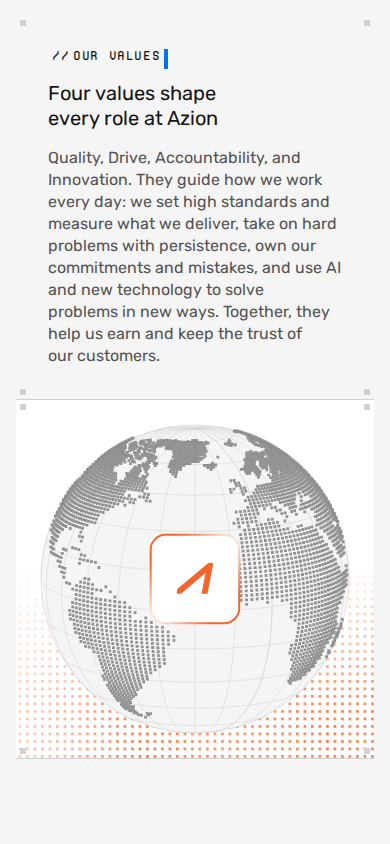 // OUR VALUES
Four values shape
every role at Azion
Quality, Drive, Accountability, and
Innovation. They guide how we work
every day: we set high standards and
measure what we deliver, take on hard
problems with persistence, own our
commitments and mistakes, and use AI
and new technology to solve
problems in new ways. Together, they
help us earn and keep the trust of
our customers.